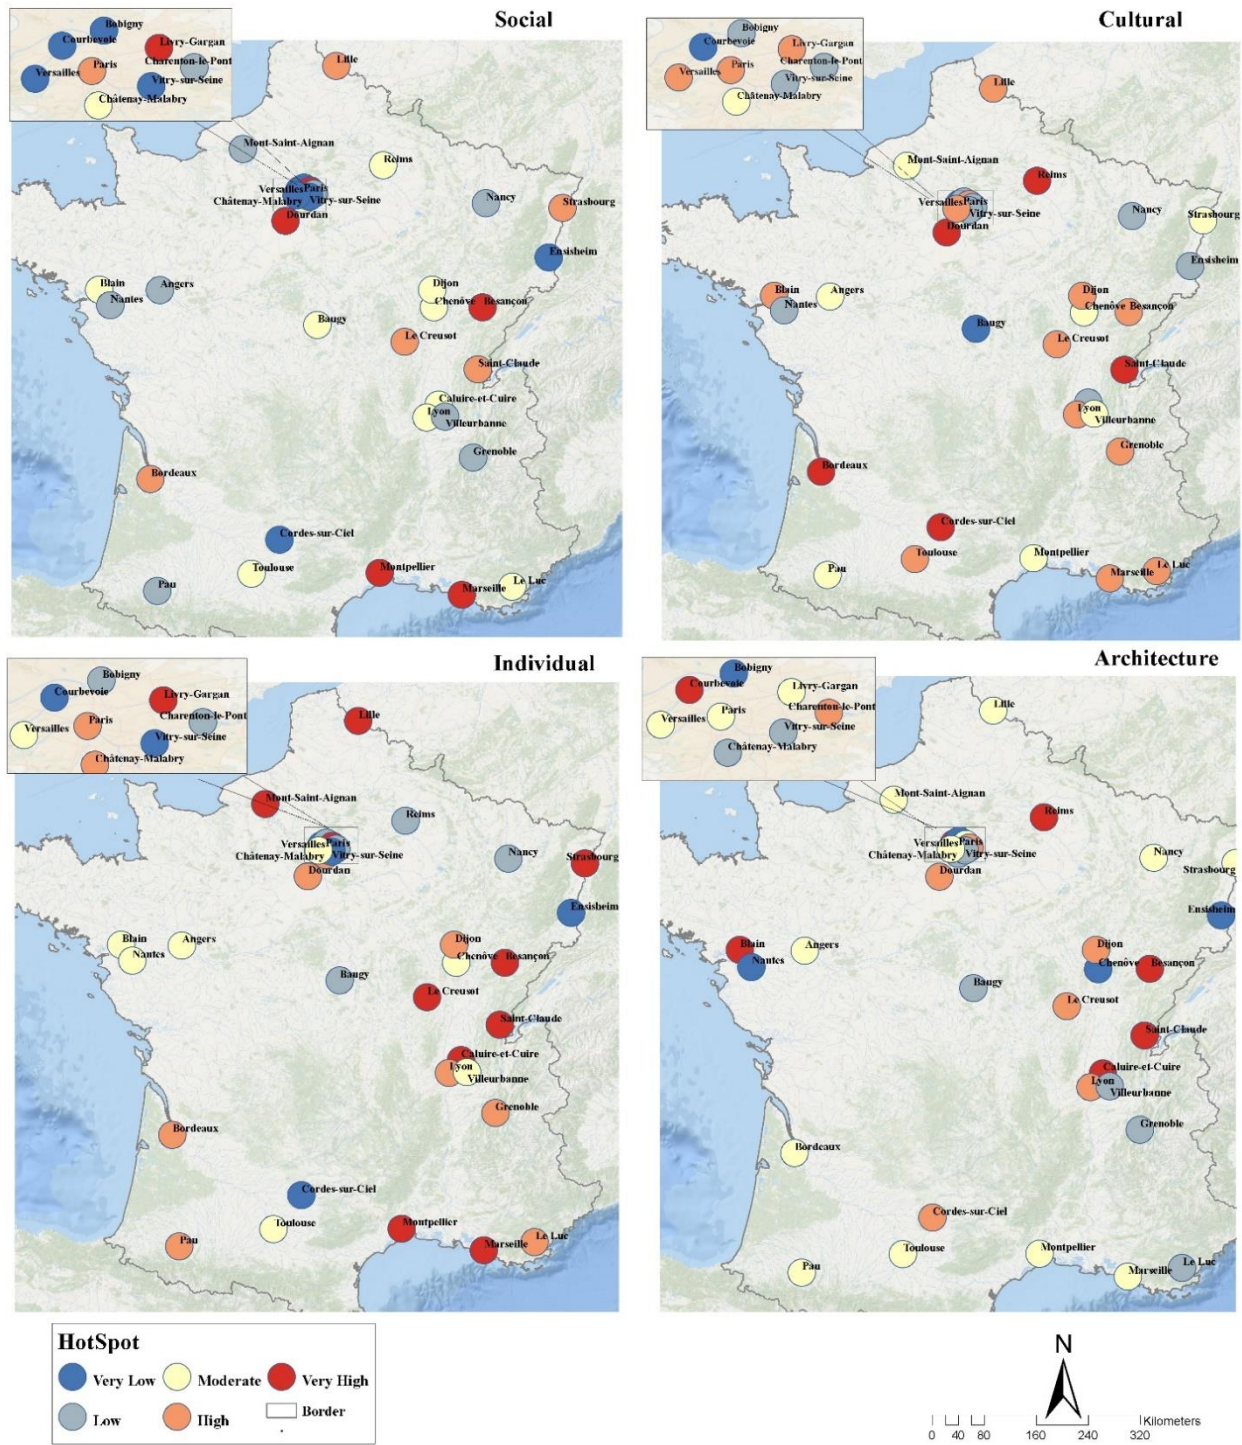 Social
Bobigny
Courbevoie
Livry-Gargan
Charenton-le-Pont
Paris
Versailles
Vitry-sur-Seine
Châtenay-Malabry
Lille
Mont-Saint-Aignan
Reims
Versailles Paris
Châtenay-Malabry Vitry-sur-Seine
Nancy
Strasbourg
Dourdan
Ensisheim
Blain
Angers
Nantes
Dijon
Chenôve Besançon
Baugy
Le Creusot
Saint-Claude
Caluire-et-Cuire
Lyon
Villeurbanne
Grenoble
Bordeaux
Cordes-sur-Ciel
Toulouse
Montpellier
Pau
Marseille
Le Luc
Cultural
Bobigny
Courbevoie
Livry-Gargan
Charenton-le-Pont
Paris
Versailles
Vitry-sur-Seine
Châtenay-Malabry
Lille
Mont-Saint-Aignan
Reims
Versailles Paris
Vitry-sur-Seine
Nancy
Strasbourg
Dourdan
Ensisheim
Blain
Angers
Nantes
Dijon
Chenôve Besançon
Baugy
Le Creusot
Saint-Claude
Lyon
Villeurbanne
Grenoble
Bordeaux
Cordes-sur-Ciel
Toulouse
Montpellier
Pau
Marseille
Le Luc
Individual
Bobigny
Courbevoie
Livry-Gargan
Charenton-le-Pont
Paris
Versailles
Vitry-sur-Seine
Châtenay-Malabry
Lille
Mont-Saint-Aignan
Reims
Versailles Paris
Châtenay-Malabry Vitry-sur-Seine
Nancy
Strasbourg
Dourdan
Ensisheim
Blain
Angers
Nantes
Dijon
Chenôve Besançon
Baugy
Le Creusot
Saint-Claude
Caluire-et-Cuire
Lyon
Villeurbanne
Grenoble
Bordeaux
Cordes-sur-Ciel
Toulouse
Montpellier
Pau
Marseille
Le Luc
Architecture
Bobigny
Courbevoie
Livry-Gargan
Charenton-le-Pont
Paris
Versailles
Vitry-sur-Seine
Châtenay-Malabry
Lille
Mont-Saint-Aignan
Reims
Versailles Paris
Châtenay-Malabry Vitry-sur-Seine
Nancy
Strasbourg
Dourdan
Ensisheim
Blain
Angers
Nantes
Dijon
Chenôve Besançon
Baugy
Le Creusot
Saint-Claude
Caluire-et-Cuire
Lyon
Villeurbanne
Grenoble
Bordeaux
Cordes-sur-Ciel
Toulouse
Montpellier
Pau
Marseille
Le Luc
HotSpot
Very Low Moderate Very High
Low High Border
N
Kilometers
0 40 80 160 240 320